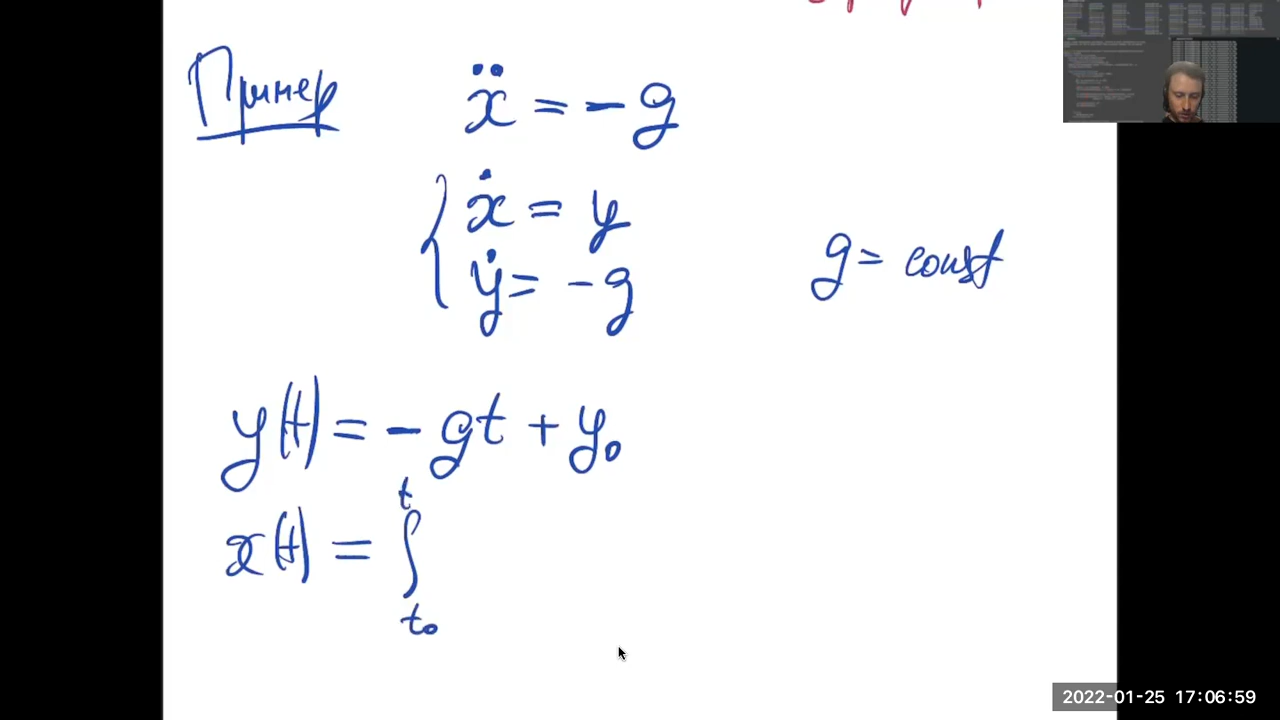 Пример
ẍ = - g
ẋ = y
ẏ = - g
g = const
y(t) = - gt + y₀
t
x(t) = ∫
t₀
2022-01-25 17:06:59